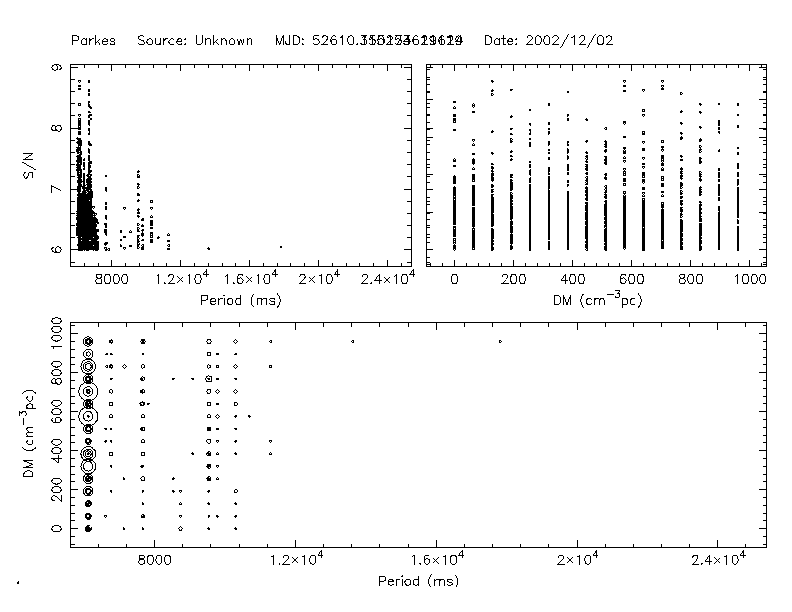 Parkes Source: Unknown MJD: Date: 2002/12/02
9
8
7
6
S/N
8000 1.2×10⁴ 1.6×10⁴ 2×10⁴ 2.4×10⁴
Period (ms)
0 200 400 600 800 1000
DM (cm⁻³pc)
1000
800
600
400
200
0
DM (cm⁻³pc)
8000 1.2×10⁴ 1.6×10⁴ 2×10⁴ 2.4×10⁴
Period (ms)